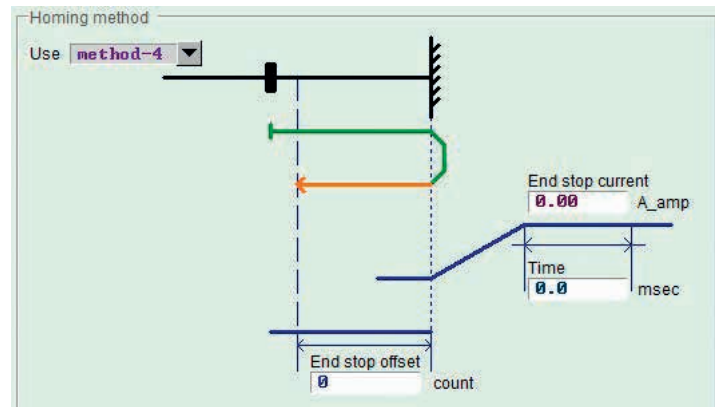 Homing method
Use method-4
End stop current
0.00 A_amp
Time
0.0 msec
End stop offset
0 count